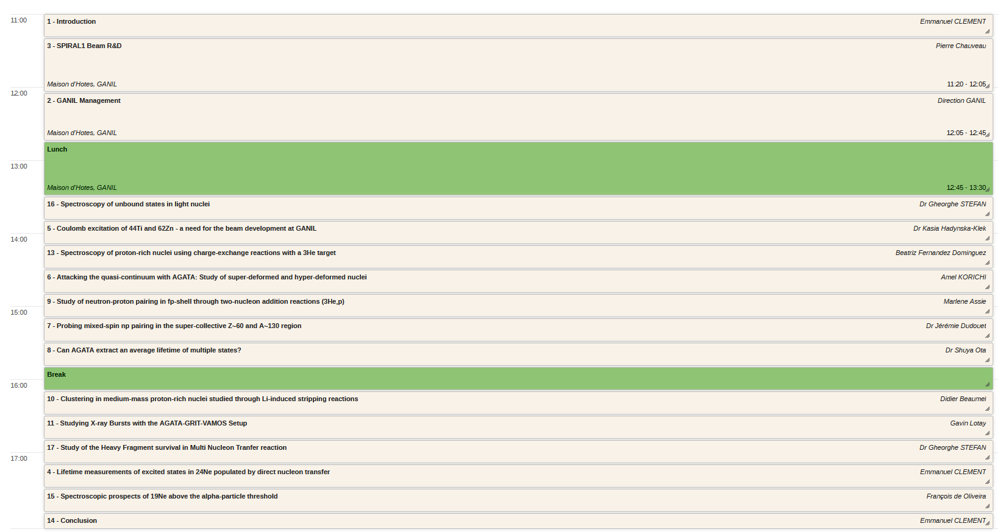 11:00
1 - Introduction Emmanuel CLEMENT
3 - SPIRAL1 Beam R&D Pierre Chauveau
Maison d'Hotes, GANIL 11:20 - 12:05
12:00
2 - GANIL Management Direction GANIL
Maison d'Hotes, GANIL 12:05 - 12:45
Lunch
13:00
Maison d'Hotes, GANIL 12:45 - 13:30
16 - Spectroscopy of unbound states in light nuclei Dr Gheorghe STEFAN
5 - Coulomb excitation of 44Ti and 62Zn - a need for the beam development at GANIL Dr Kasia Hadynska-Klek
14:00
13 - Spectroscopy of proton-rich nuclei using charge-exchange reactions with a 3He target Beatriz Fernandez Dominguez
6 - Attacking the quasi-continuum with AGATA: Study of super-deformed and hyper-deformed nuclei Amel KORICHI
9 - Study of neutron-proton pairing in fp-shell through two-nucleon addition reactions (3He,p) Marlene Assie
15:00
7 - Probing mixed-spin np pairing in the super-collective Z~60 and A~130 region Dr Jérémie Dudouet
8 - Can AGATA extract an average lifetime of multiple states? Dr Shuya Ota
Break
16:00
10 - Clustering in medium-mass proton-rich nuclei studied through Li-induced stripping reactions Didier Beaumel
11 - Studying X-ray Bursts with the AGATA-GRIT-VAMOS Setup Gavin Lotay
17 - Study of the Heavy Fragment survival in Multi Nucleon Tranfer reaction Dr Gheorghe STEFAN
17:00
4 - Lifetime measurements of excited states in 24Ne populated by direct nucleon transfer Emmanuel CLEMENT
15 - Spectroscopic prospects of 19Ne above the alpha-particle threshold François de Oliveira
14 - Conclusion Emmanuel CLEMENT